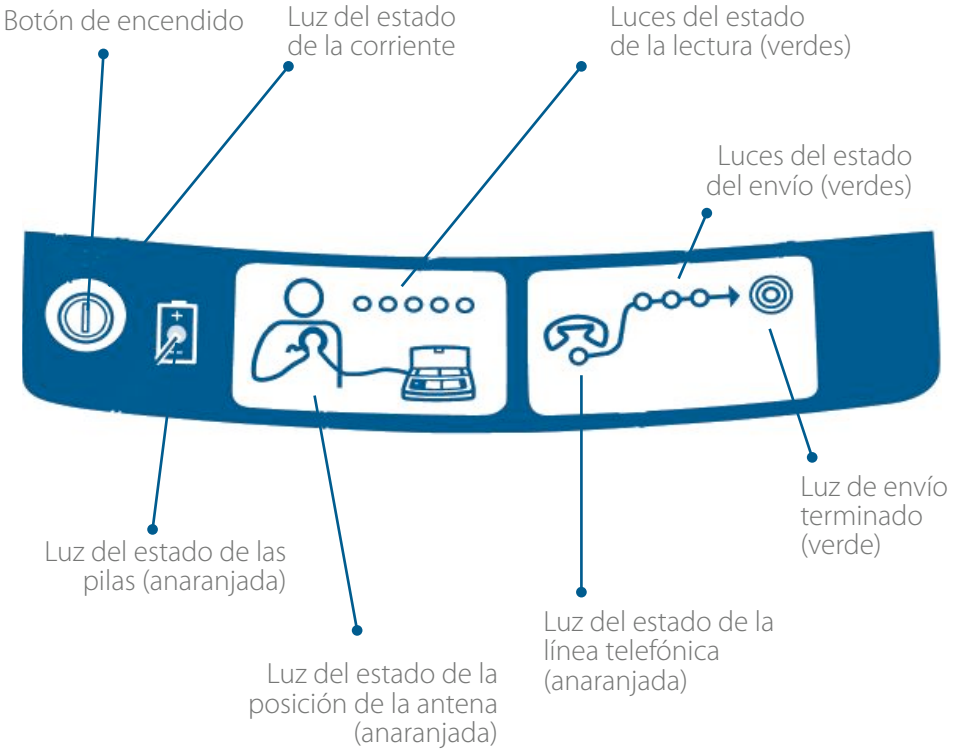 Botón de encendido
Luz del estado
de la corriente
Luces del estado
de la lectura (verdes)
Luces del estado
del envío (verdes)
Luz de envío
terminado
(verde)
Luz del estado de las
pilas (anaranjada)
Luz del estado de la
línea telefónica
(anaranjada)
Luz del estado de la
posición de la antena
(anaranjada)